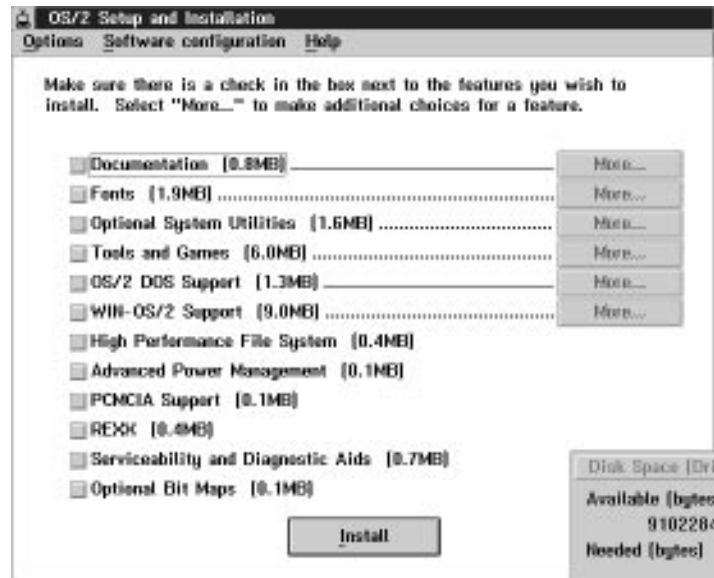 OS/2 Setup and Installation
Options Software configuration Help
Make sure there is a check in the box next to the features you wish to
install. Select "More..." to make additional choices for a feature.
Documentation (0.8MB) More...
Fonts (1.9MB) More...
Optional System Utilities (1.6MB) More...
Tools and Games (6.0MB) More...
OS/2 DOS Support (1.3MB) More...
WIN-OS/2 Support (9.0MB) More...
High Performance File System (0.4MB)
Advanced Power Management (0.1MB)
PCMCIA Support (0.1MB)
REXX (0.4MB)
Serviceability and Diagnostic Aids (0.7MB)
Optional Bit Maps (0.1MB)
Install
Disk Space (Dri
Available (bytes
9102284
Needed (bytes)